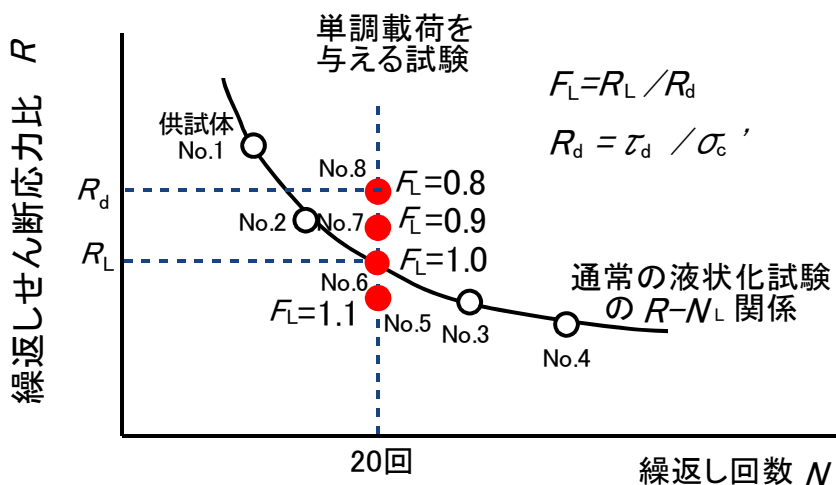 単調載荷を
与える試験
F_L=R_L /R_d
R_d = τ_d / σ_c '
繰返しせん断応力比 R
供試体
No.1
No.8
F_L=0.8
R_d
No.2
No.7
F_L=0.9
R_L
F_L=1.0
No.6
通常の液状化試験
の R-N_L 関係
F_L=1.1
No.5
No.3
No.4
20回
繰返し回数 N